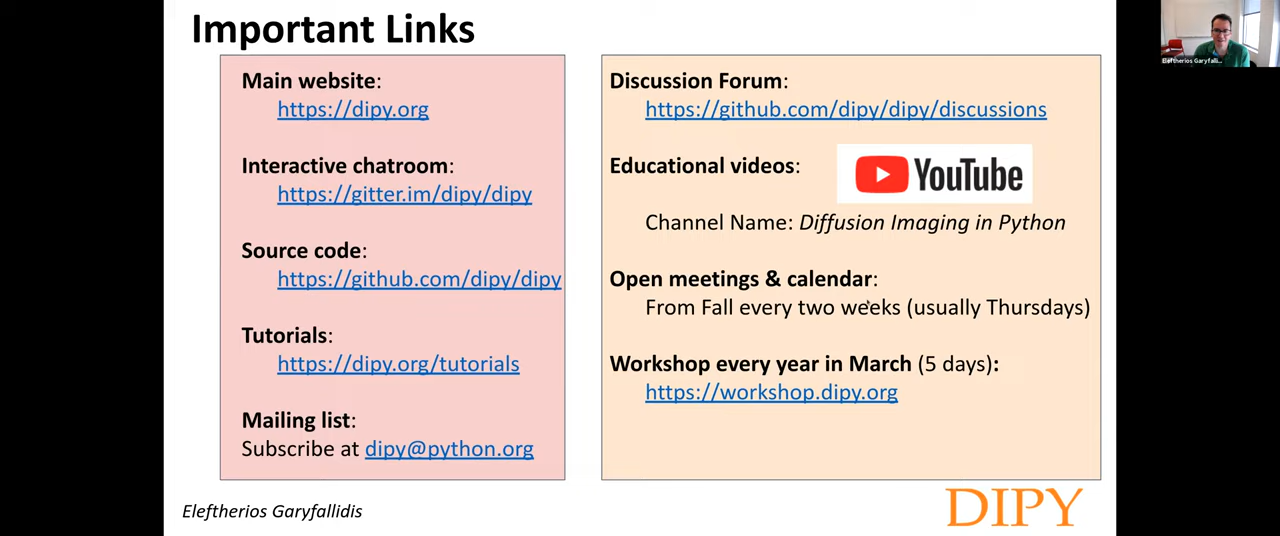 Important Links
Main website:
https://dipy.org
Interactive chatroom:
https://gitter.im/dipy/dipy
Source code:
https://github.com/dipy/dipy
Tutorials:
https://dipy.org/tutorials
Mailing list:
Subscribe at dipy@python.org
Discussion Forum:
https://github.com/dipy/dipy/discussions
Educational videos:
YouTube
Channel Name: Diffusion Imaging in Python
Open meetings & calendar:
From Fall every two weeks (usually Thursdays)
Workshop every year in March (5 days):
https://workshop.dipy.org
Eleftherios Garyfallidis
DIPY
Eleftherios Garyfalli...